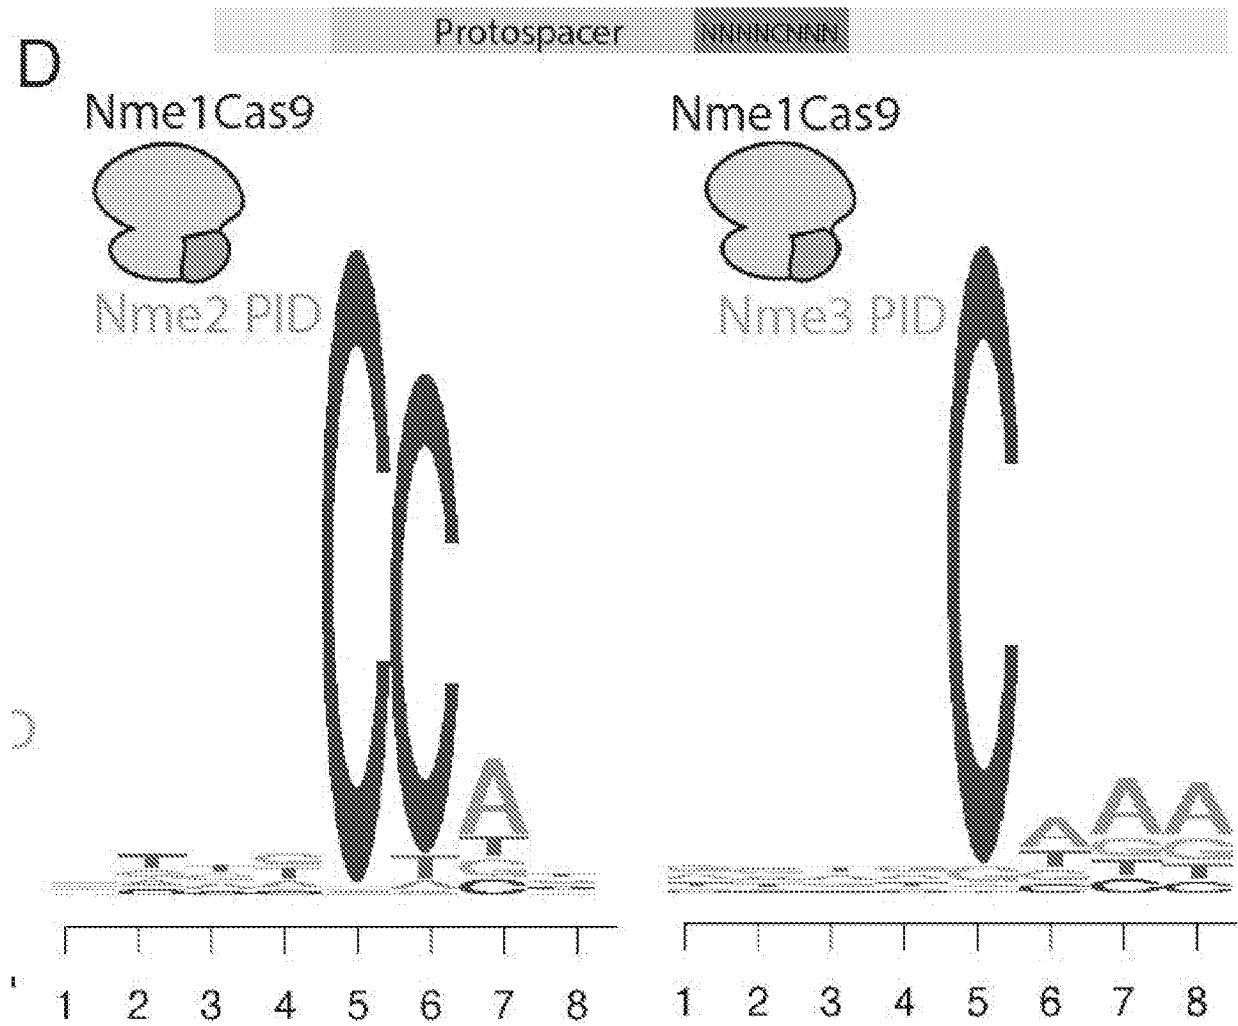 Protospacer NNNNCNNN
D
Nme1Cas9 Nme1Cas9
Nme2 PID Nme3 PID
C C A
C A A A
1 2 3 4 5 6 7 8 1 2 3 4 5 6 7 8